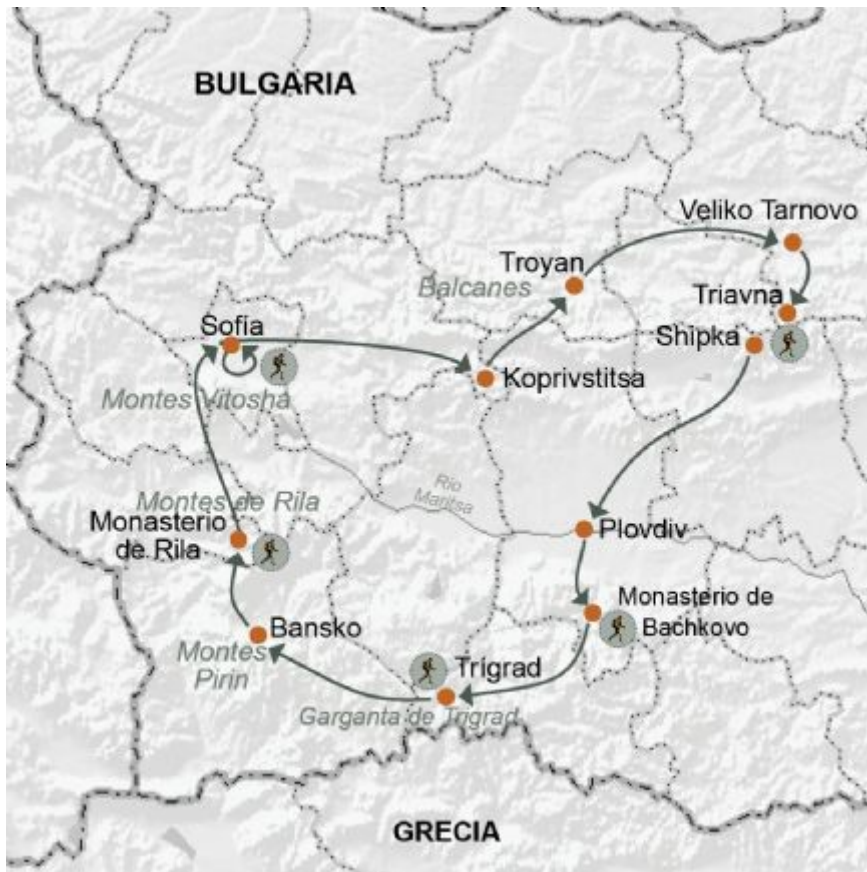 BULGARIA
Veliko Tarnovo
Troyan
Balcanes
Triavna
Sofia
Shipka
Koprivstitsa
Montes Vitosha
Río
Maritsa
Montes de Rila
Monasterio
de Rila
Plovdiv
Monasterio de
Bachkovo
Bansko
Montes
Pirin
Trigrad
Garganta de Trigrad
GRECIA